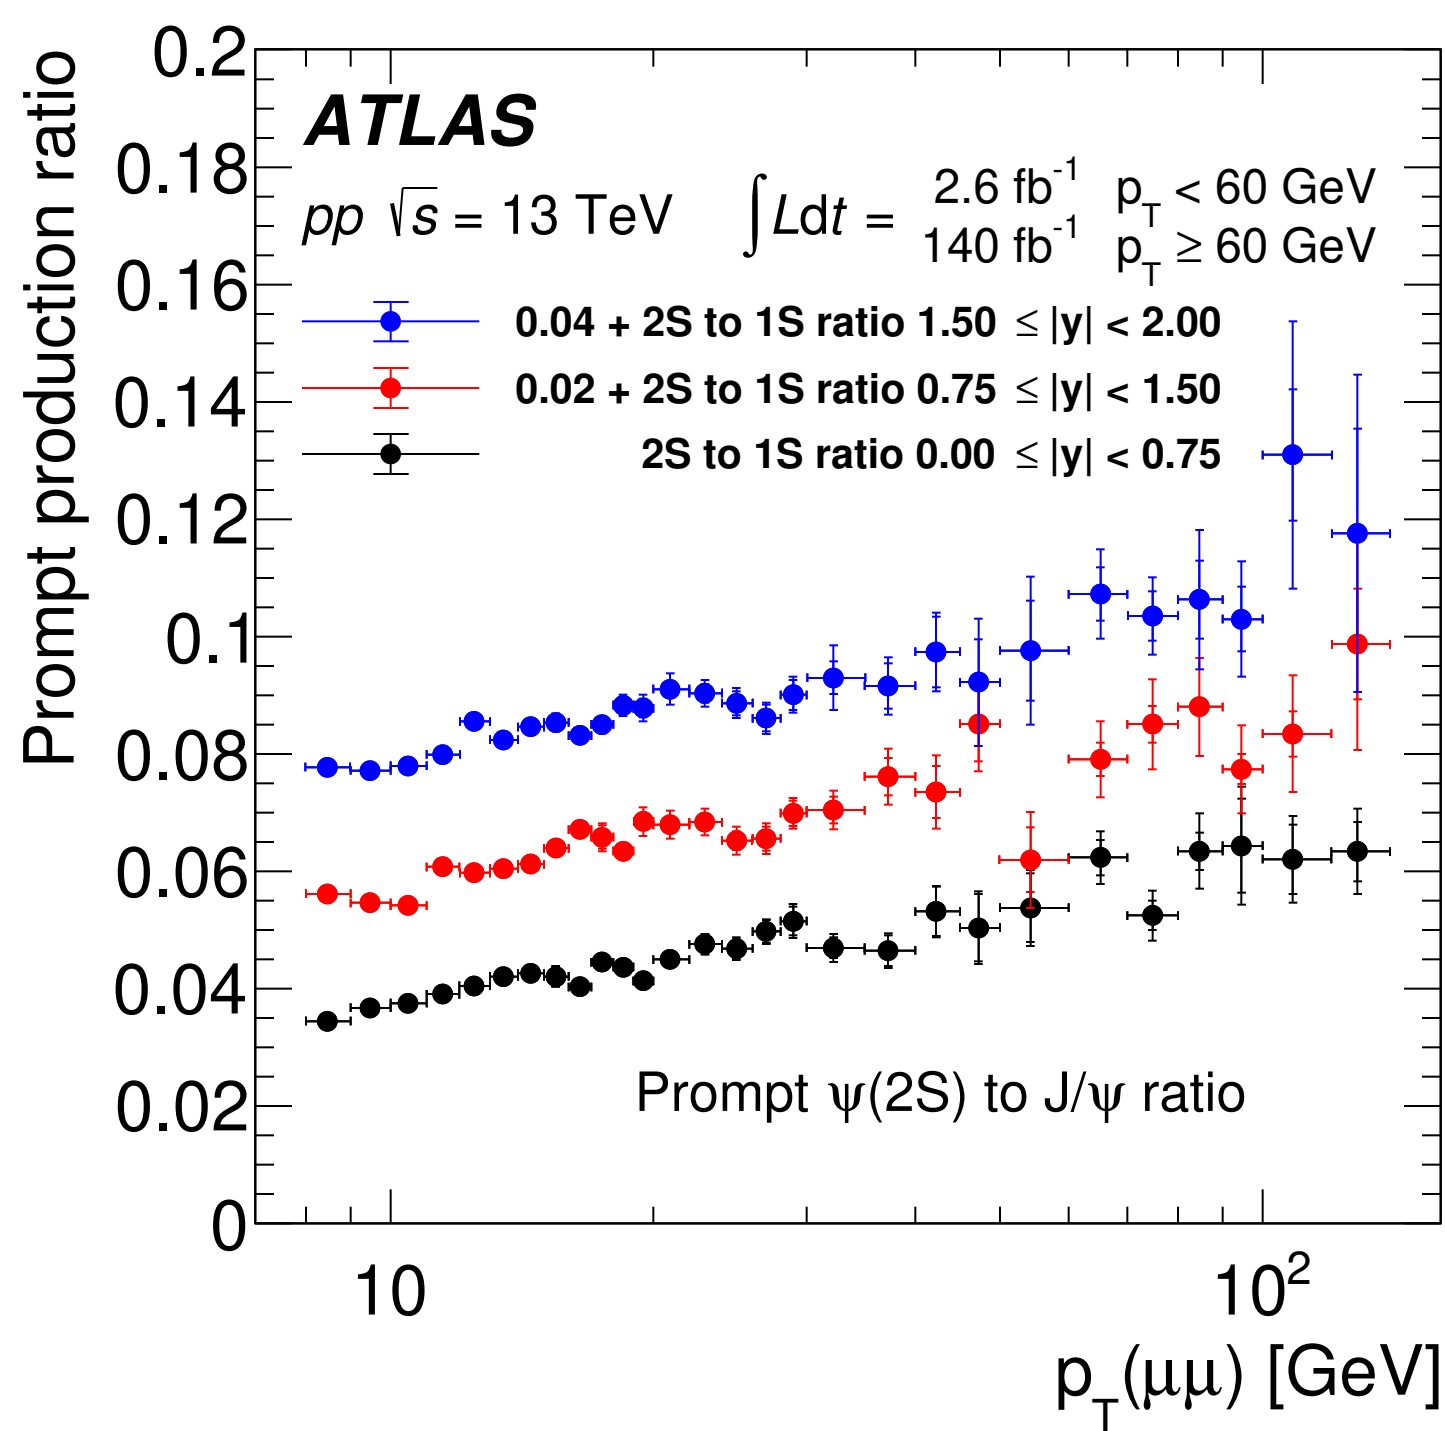 Prompt production ratio
0.2
0.18
0.16
0.14
0.12
0.1
0.08
0.06
0.04
0.02
0
ATLAS
pp √s = 13 TeV
∫Ldt = 2.6 fb⁻¹ p_T < 60 GeV
140 fb⁻¹ p_T ≥ 60 GeV
0.04 + 2S to 1S ratio 1.50 ≤ |y| < 2.00
0.02 + 2S to 1S ratio 0.75 ≤ |y| < 1.50
2S to 1S ratio 0.00 ≤ |y| < 0.75
Prompt ψ(2S) to J/ψ ratio
10
10²
p_T(μμ) [GeV]